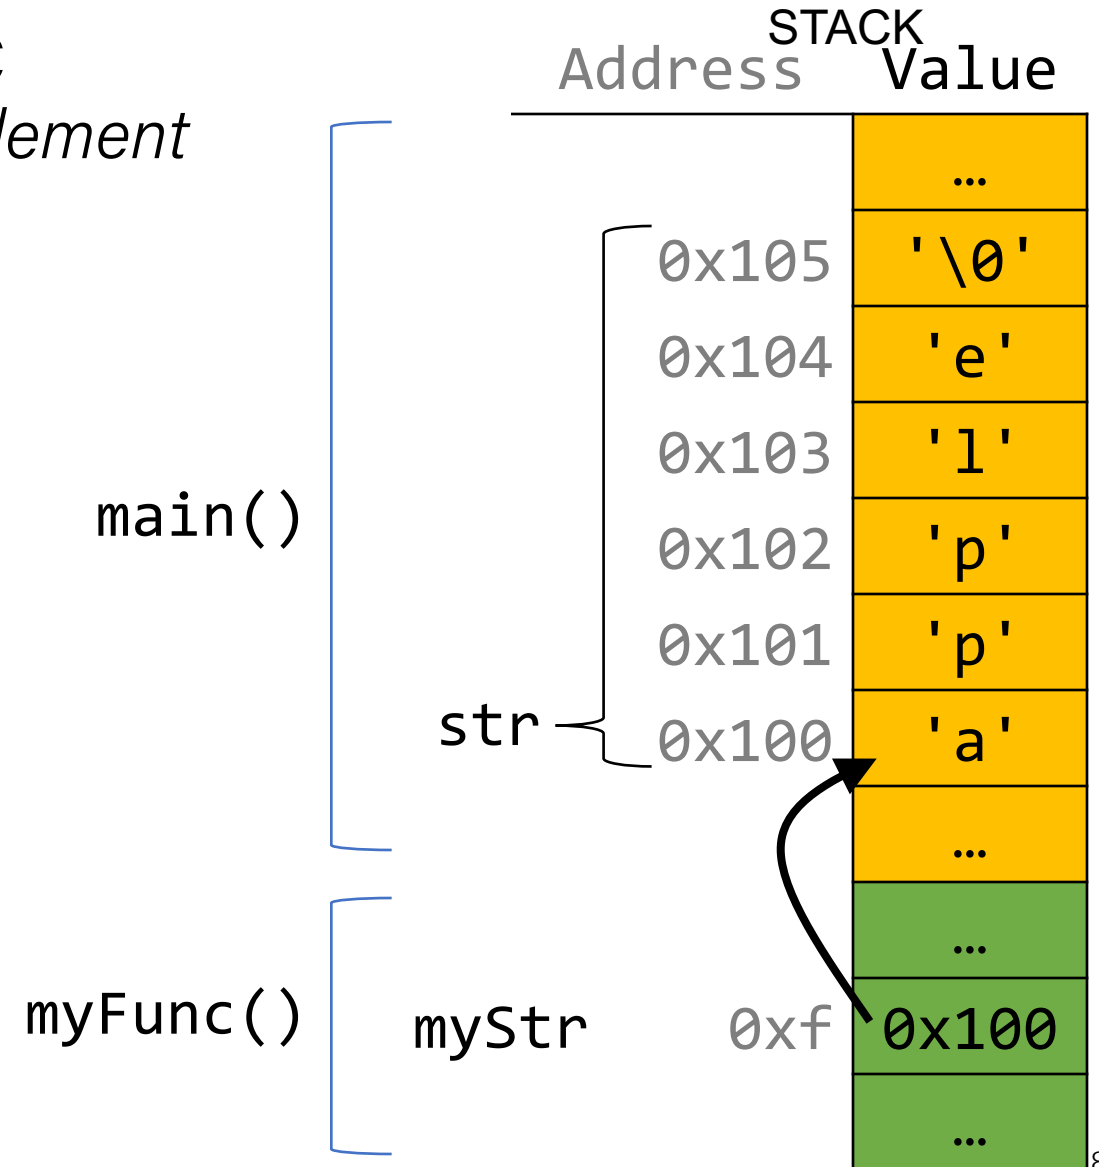 STACK
Address Value
lement
…
0x105 '\0'
0x104 'e'
0x103 'l'
main()
0x102 'p'
0x101 'p'
str 0x100 'a'
…
…
myFunc() myStr 0xf 0x100
…